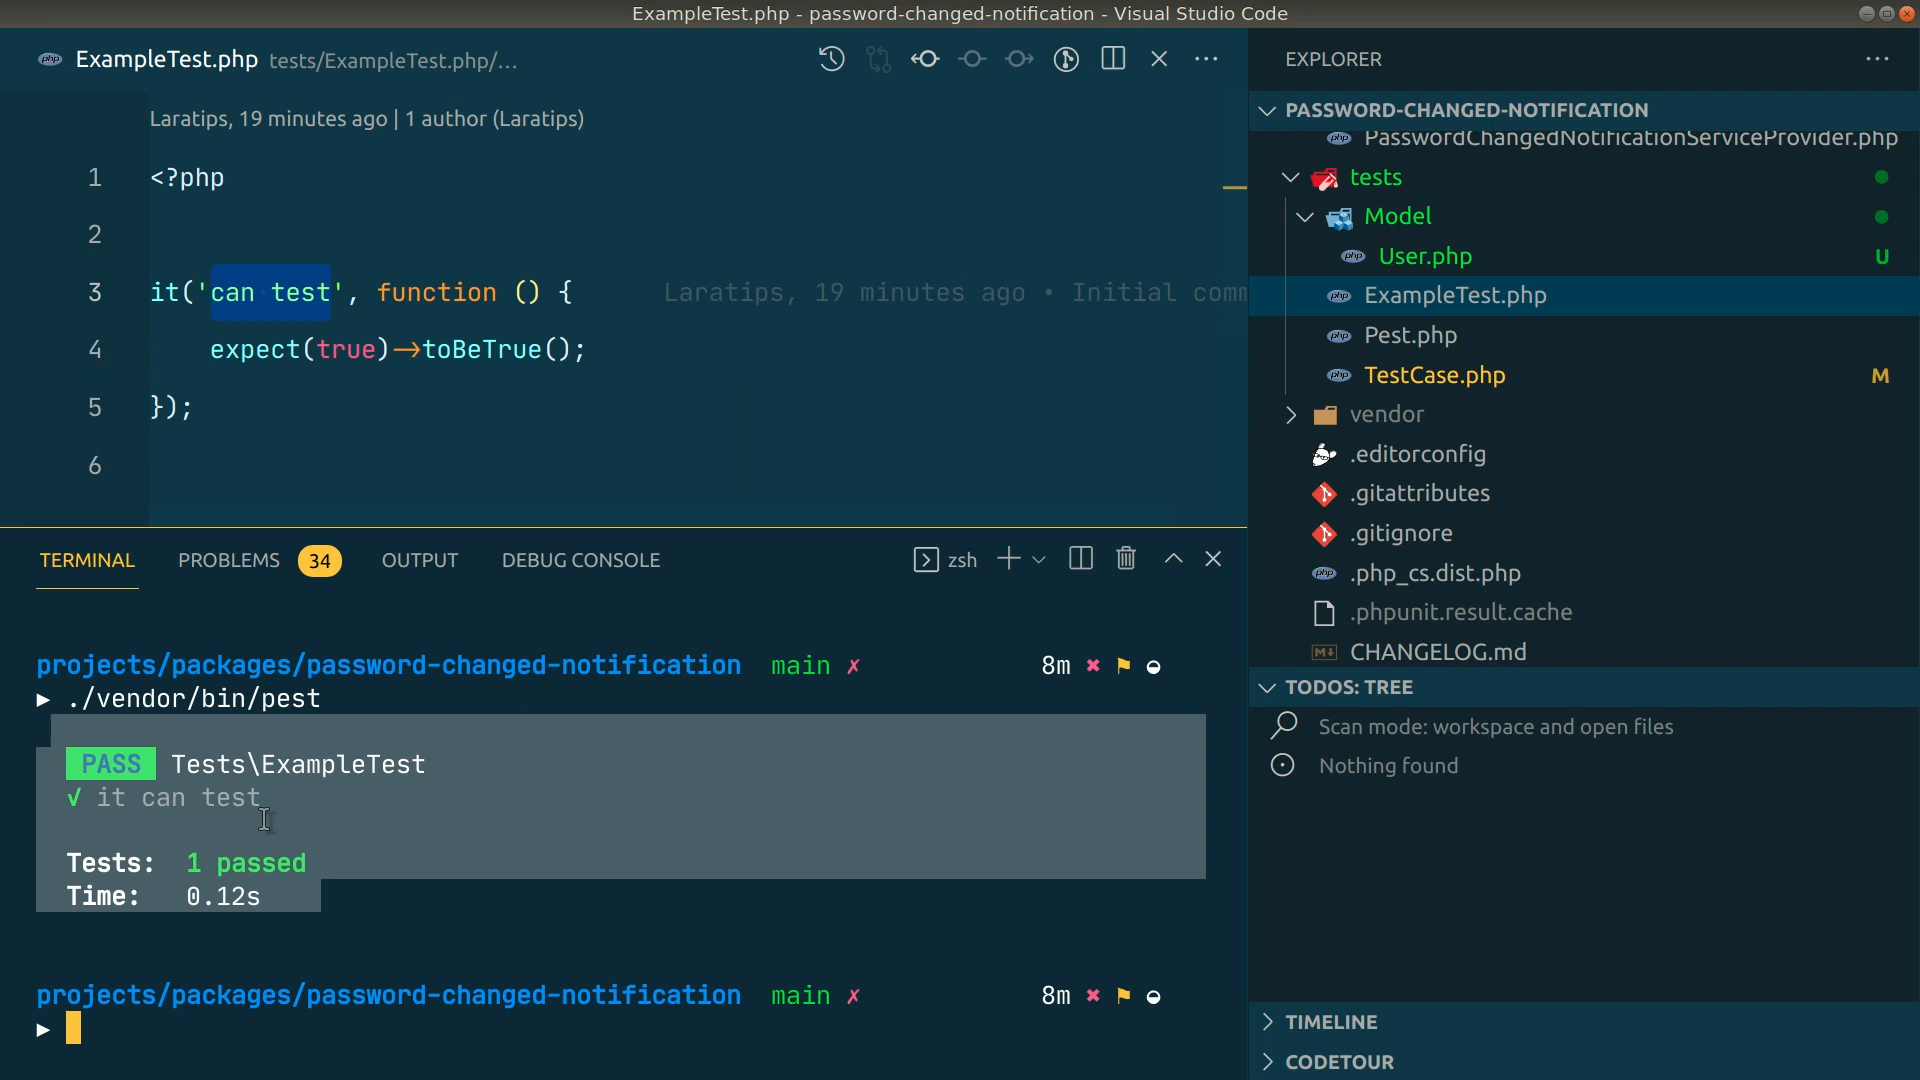 ExampleTest.php - password-changed-notification - Visual Studio Code
ExampleTest.php tests/ExampleTest.php/...
Laratips, 19 minutes ago | 1 author (Laratips)
1 <?php
2
3 it('can test', function () { Laratips, 19 minutes ago • Initial comm
4 expect(true)->toBeTrue();
5 });
6
TERMINAL PROBLEMS 34 OUTPUT DEBUG CONSOLE zsh
projects/packages/password-changed-notification main ✗ 8m
./vendor/bin/pest
PASS Tests\ExampleTest
√ it can test
Tests: 1 passed
Time: 0.12s
projects/packages/password-changed-notification main ✗ 8m
EXPLORER
PASSWORD-CHANGED-NOTIFICATION
PasswordChangedNotificationServiceProvider.php
tests
Model
User.php U
ExampleTest.php
Pest.php
TestCase.php M
vendor
.editorconfig
.gitattributes
.gitignore
.php_cs.dist.php
.phpunit.result.cache
CHANGELOG.md
TODOS: TREE
Scan mode: workspace and open files
Nothing found
TIMELINE
CODETOUR